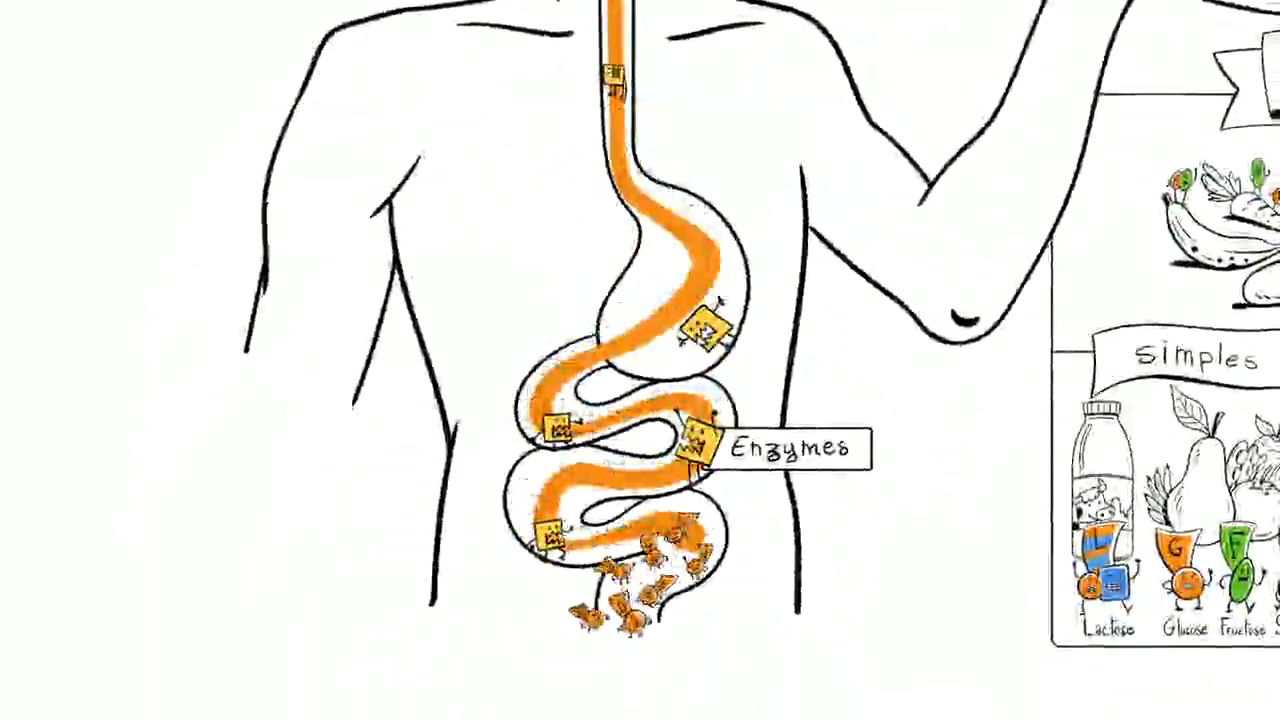 Enzymes
simples
L
G
F
Lactose
Glucose
Fructose